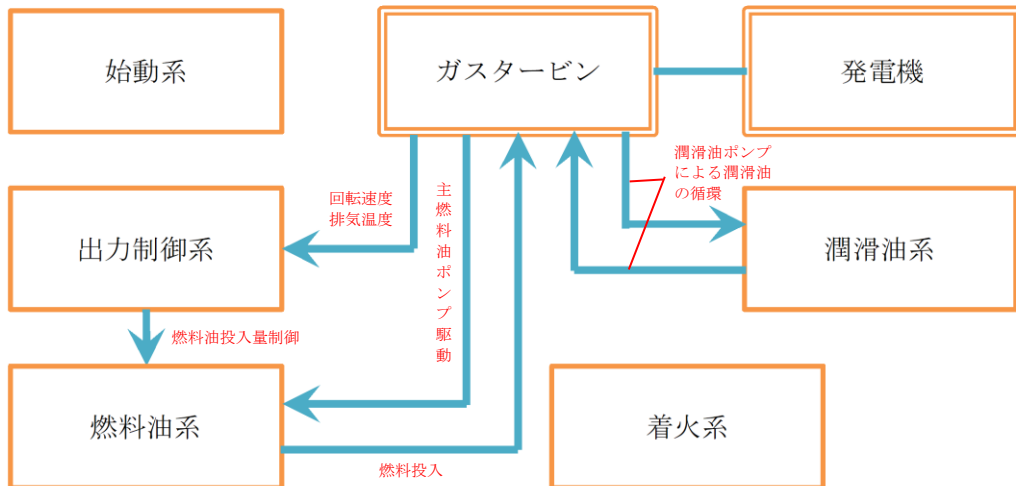 始動系
ガスタービン
発電機
潤滑油ポンプ
による潤滑油
の循環
回転速度
排気温度
主燃料油ポンプ駆動
出力制御系
潤滑油系
燃料油投入量制御
燃料油系
着火系
燃料投入